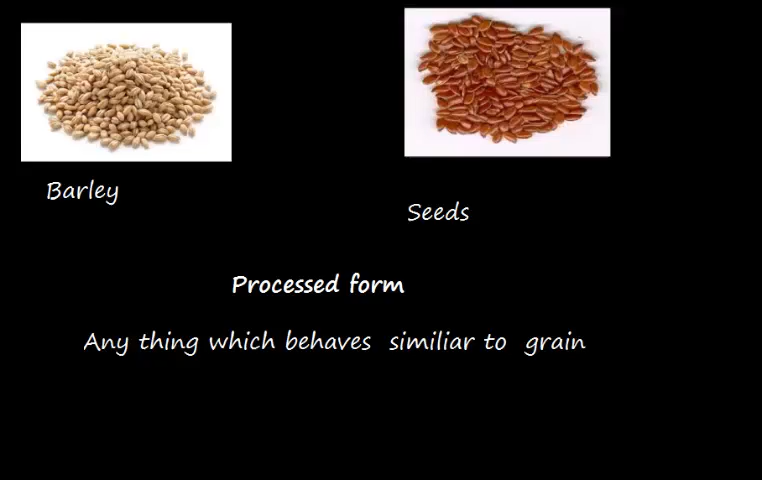 Barley
Seeds
Processed form
Any thing which behaves similiar to grain